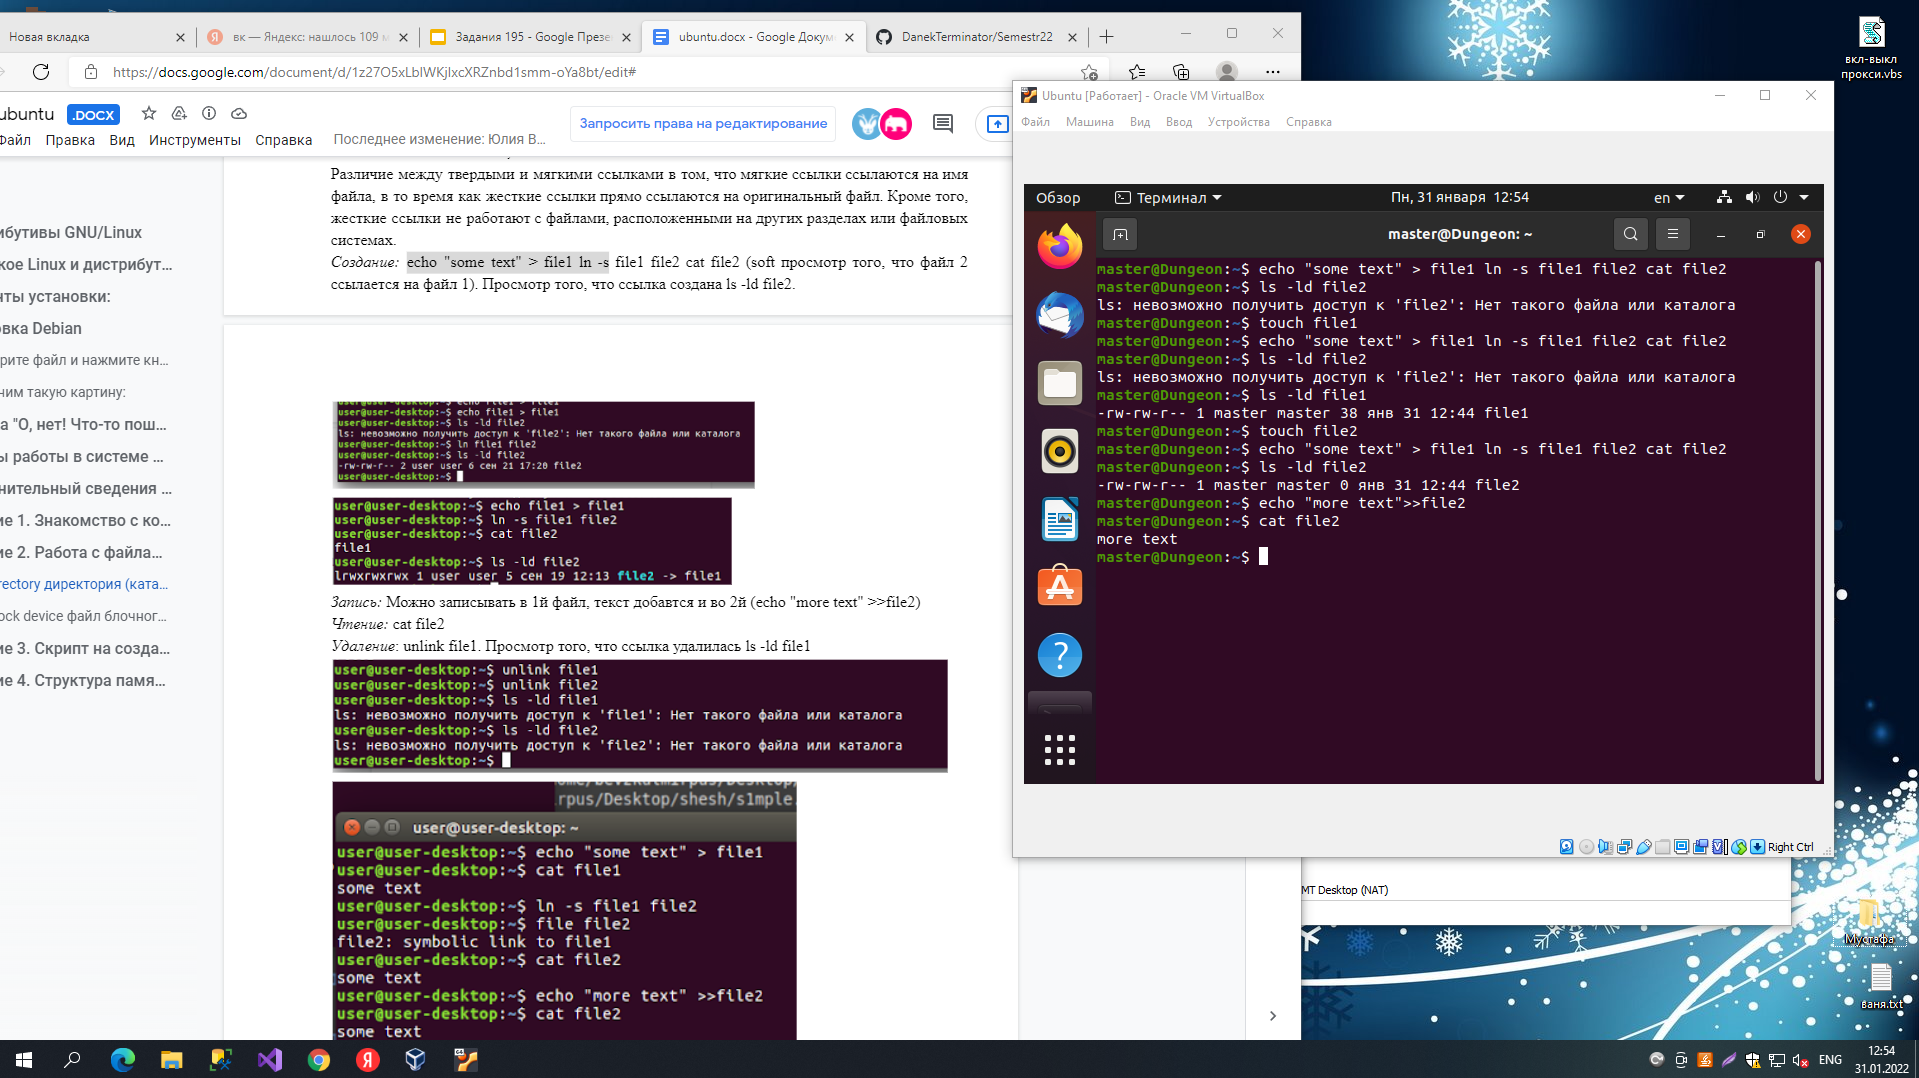 Новая вкладка
вк — Яндекс: нашлось 109 м
Задания 195 - Google Презе
ubuntu.docx - Google Докум
DanekTerminator/Semestr22
https://docs.google.com/document/d/1z27O5xLblWKjlxcXRZnbd1smm-oYa8bt/edit#
ubuntu
.DOCX
Запросить права на редактирование
Файл
Правка
Вид
Инструменты
Справка
Последнее изменение: Юлия В…
ибутивы GNU/Linux
кое Linux и дистрибут…
нты установки:
овка Debian
рите файл и нажмите кн…
чим такую картину:
а "О, нет! Что-то пош…
ы работы в системе …
нительный сведения …
ие 1. Знакомство с ко…
ие 2. Работа с файла…
rectory директория (ката…
ock device файл блочног…
ие 3. Скрипт на созда…
ие 4. Структура памя…
Различие между твердыми и мягкими ссылками в том, что мягкие ссылки ссылаются на имя
файла, в то время как жесткие ссылки прямо ссылаются на оригинальный файл. Кроме того,
жесткие ссылки не работают с файлами, расположенными на других разделах или файловых
системах.
Создание: echo "some text" > file1 ln -s file1 file2 cat file2 (soft просмотр того, что файл 2
ссылается на файл 1). Просмотр того, что ссылка создана ls -ld file2.
user@user-desktop:~$ echo file1 > file1
user@user-desktop:~$ echo file1 > file1
user@user-desktop:~$ ls -ld file2
ls: невозможно получить доступ к 'file2': Нет такого файла или каталога
user@user-desktop:~$ ln file1 file2
user@user-desktop:~$ ls -ld file2
-rw-rw-r-- 2 user user 6 сен 21 17:20 file2
user@user-desktop:~$
user@user-desktop:~$ echo file1 > file1
user@user-desktop:~$ ln -s file1 file2
user@user-desktop:~$ cat file2
file1
user@user-desktop:~$ ls -ld file2
lrwxrwxrwx 1 user user 5 сен 19 12:13 file2 -> file1
Запись: Можно записывать в 1й файл, текст добавтся и во 2й (echo "more text" >>file2)
Чтение: cat file2
Удаление: unlink file1. Просмотр того, что ссылка удалилась ls -ld file1
user@user-desktop:~$ unlink file1
user@user-desktop:~$ unlink file2
user@user-desktop:~$ ls -ld file1
ls: невозможно получить доступ к 'file1': Нет такого файла или каталога
user@user-desktop:~$ ls -ld file2
ls: невозможно получить доступ к 'file2': Нет такого файла или каталога
user@user-desktop:~$
rpus/Desktop/shesh/s1mple.
user@user-desktop: ~
user@user-desktop:~$ echo "some text" > file1
user@user-desktop:~$ cat file1
some text
user@user-desktop:~$ ln -s file1 file2
user@user-desktop:~$ file file2
file2: symbolic link to file1
user@user-desktop:~$ cat file2
some text
user@user-desktop:~$ echo "more text" >>file2
user@user-desktop:~$ cat file2
some text
Ubuntu [Работает] - Oracle VM VirtualBox
Файл
Машина
Вид
Ввод
Устройства
Справка
Обзор
Терминал
Пн, 31 января 12:54
en
master@Dungeon: ~
master@Dungeon:~$ echo "some text" > file1 ln -s file1 file2 cat file2
master@Dungeon:~$ ls -ld file2
ls: невозможно получить доступ к 'file2': Нет такого файла или каталога
master@Dungeon:~$ touch file1
master@Dungeon:~$ echo "some text" > file1 ln -s file1 file2 cat file2
master@Dungeon:~$ ls -ld file2
ls: невозможно получить доступ к 'file2': Нет такого файла или каталога
master@Dungeon:~$ ls -ld file1
-rw-rw-r-- 1 master master 38 янв 31 12:44 file1
master@Dungeon:~$ touch file2
master@Dungeon:~$ echo "some text" > file1 ln -s file1 file2 cat file2
master@Dungeon:~$ ls -ld file2
-rw-rw-r-- 1 master master 0 янв 31 12:44 file2
master@Dungeon:~$ echo "more text">>file2
master@Dungeon:~$ cat file2
more text
master@Dungeon:~$
Right Ctrl
MT Desktop (NAT)
вкл-выкл
прокси.vbs
Мустафа
ваня.txt
ENG
12:54
31.01.2022